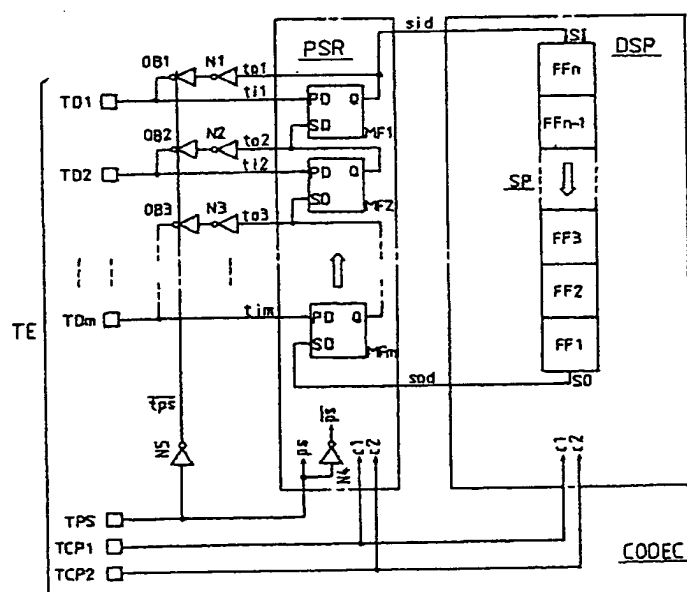 PSR
sid
SI
DSP
OB1
N1
to1
FFn
TD1
ti1
PD
Q
SD
MF1
FFn-1
OB2
N2
to2
TD2
ti2
PD
Q
SD
MF2
SP
OB3
N3
to3
FF3
FF2
TE
TDm
tim
PD
Q
SD
MFm
FF1
sod
SO
tps
ps
ps
N5
N4
c1
c2
c1
c2
TPS
TCP1
TCP2
CODEC